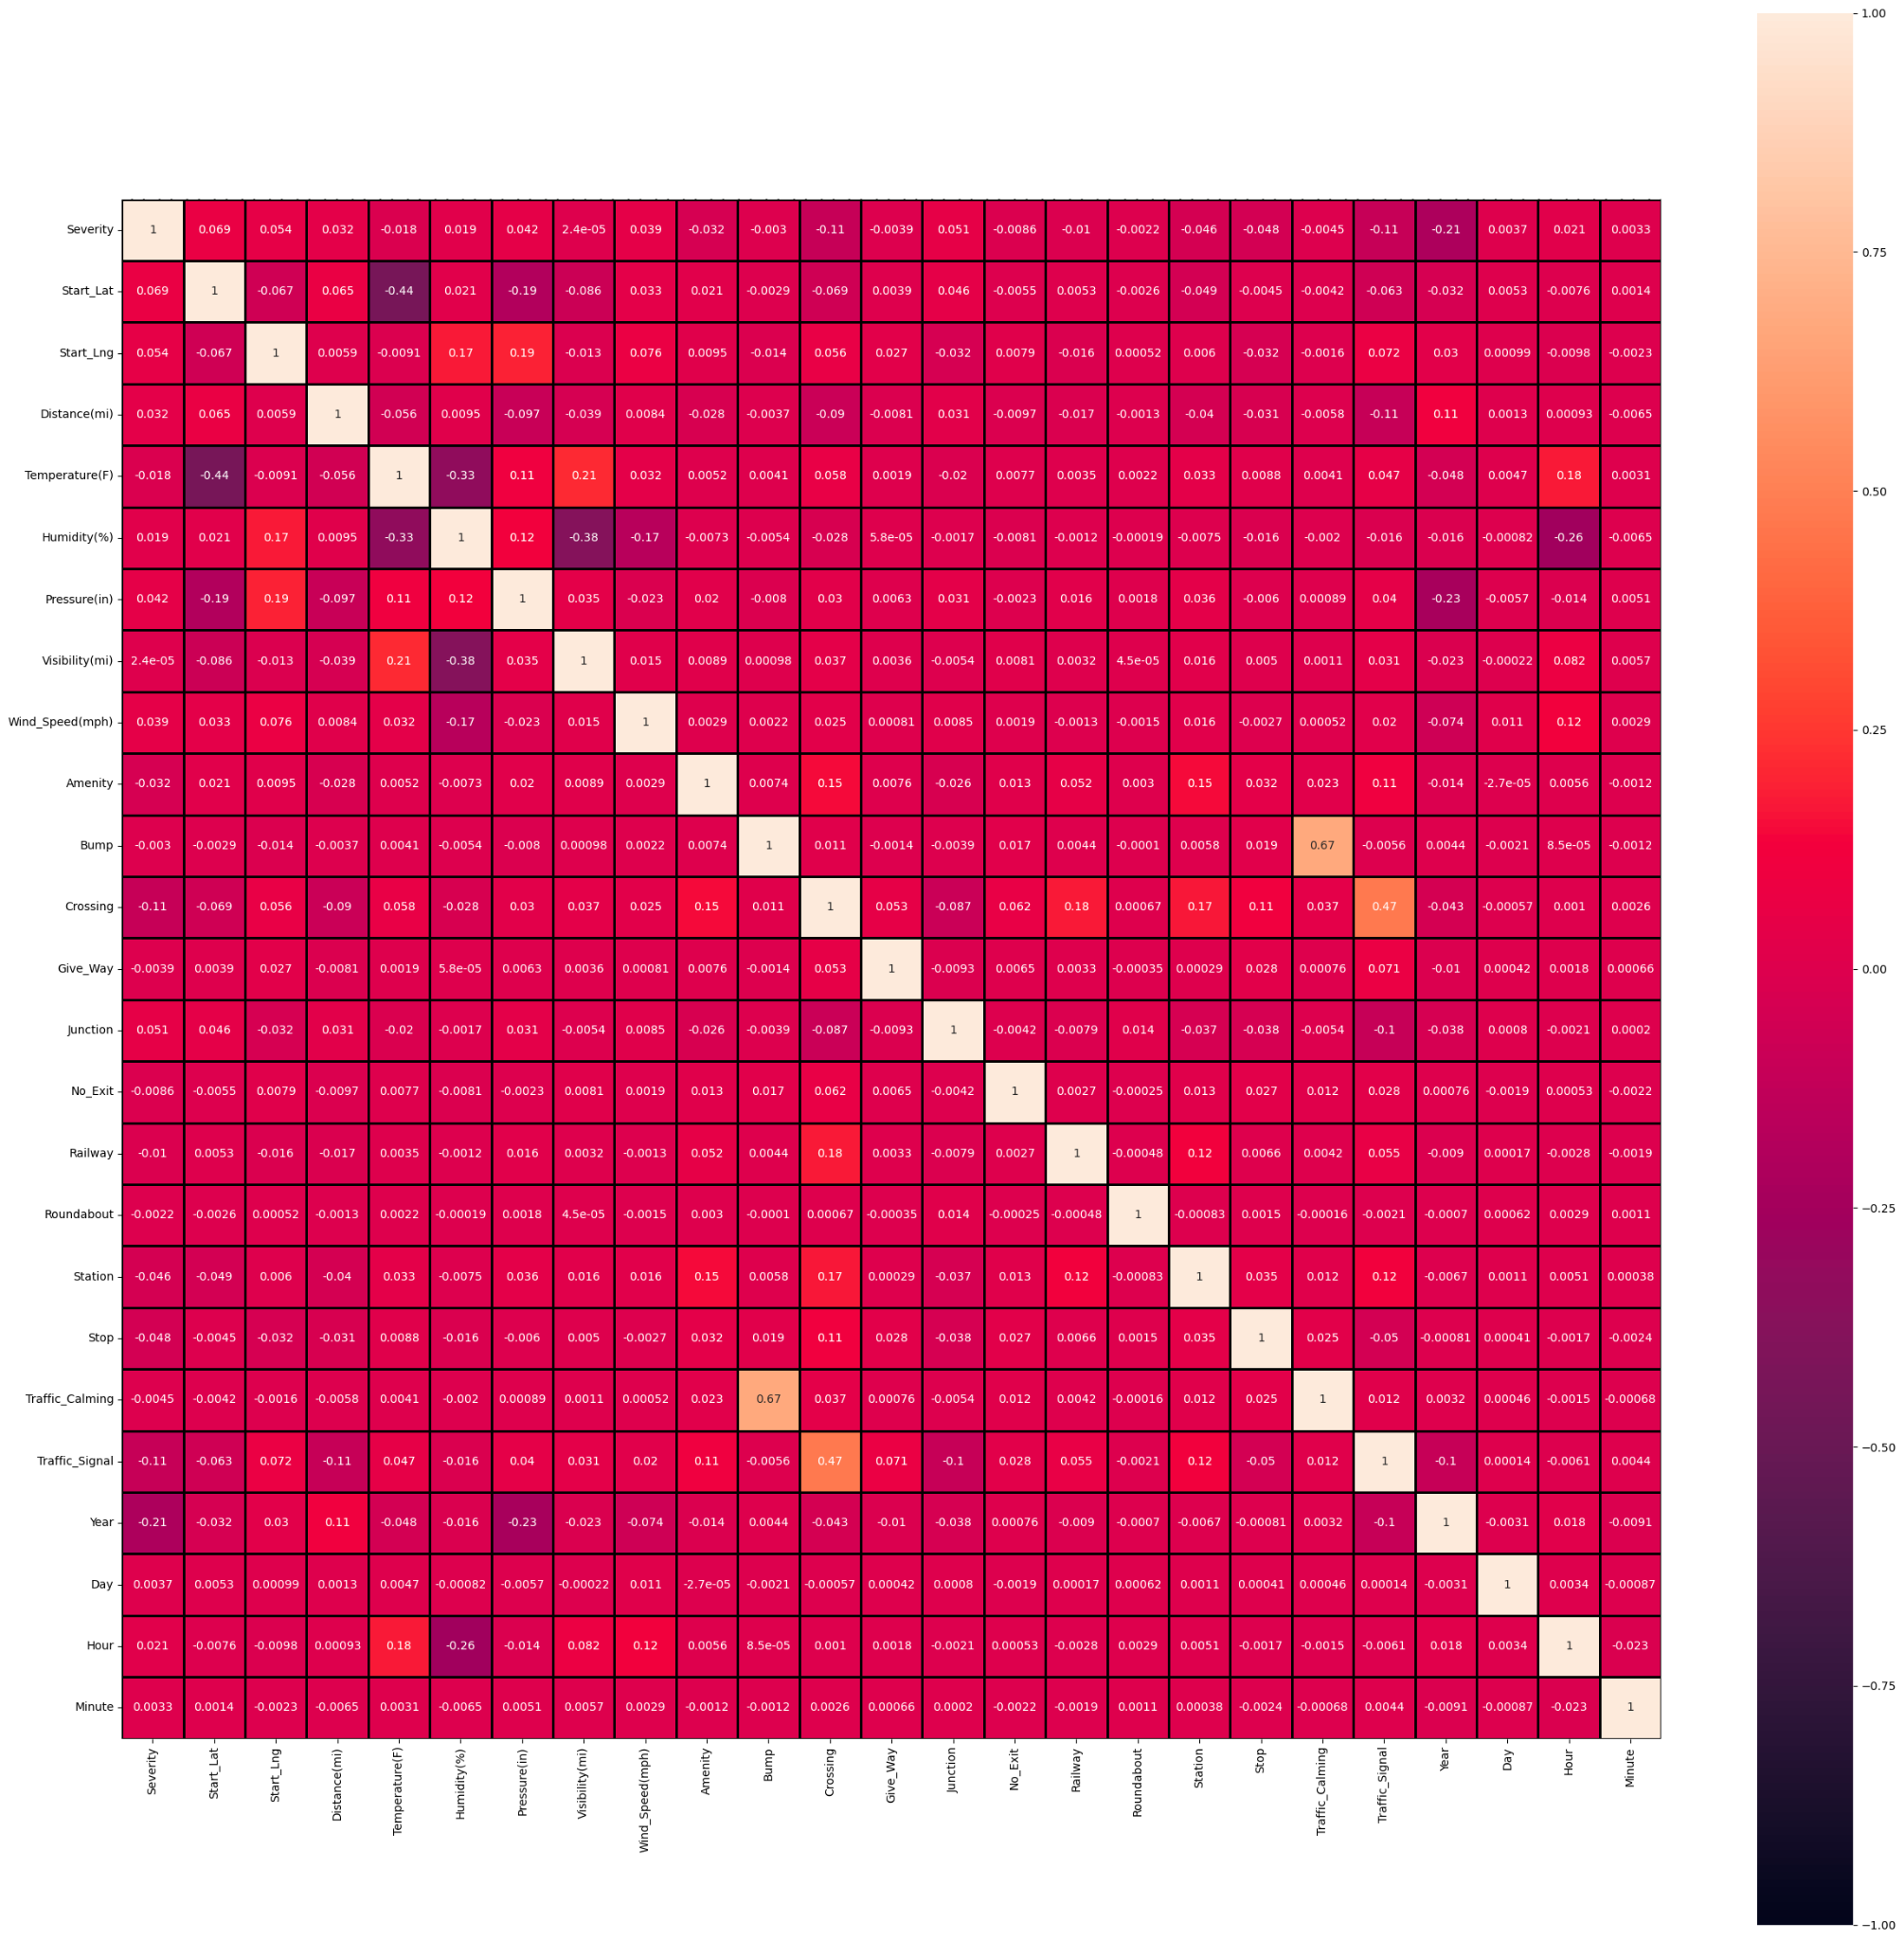 1.00
0.75
0.50
0.25
0.00
−0.25
−0.50
−0.75
−1.00
Severity 1 0.069 0.054 0.032 -0.018 0.019 0.042 2.4e-05 0.039 -0.032 -0.003 -0.11 -0.0039 0.051 -0.0086 -0.01 -0.0022 -0.046 -0.048 -0.0045 -0.11 -0.21 0.0037 0.021 0.0033
Start_Lat 0.069 1 -0.067 0.065 -0.44 0.021 -0.19 -0.086 0.033 0.021 -0.0029 -0.069 0.0039 0.046 -0.0055 0.0053 -0.0026 -0.049 -0.0045 -0.0042 -0.063 -0.032 0.0053 -0.0076 0.0014
Start_Lng 0.054 -0.067 1 0.0059 -0.0091 0.17 0.19 -0.013 0.076 0.0095 -0.014 0.056 0.027 -0.032 0.0079 -0.016 0.00052 0.006 -0.032 -0.0016 0.072 0.03 0.00099 -0.0098 -0.0023
Distance(mi) 0.032 0.065 0.0059 1 -0.056 0.0095 -0.097 -0.039 0.0084 -0.028 -0.0037 -0.09 -0.0081 0.031 -0.0097 -0.017 -0.0013 -0.04 -0.031 -0.0058 -0.11 0.11 0.0013 0.00093 -0.0065
Temperature(F) -0.018 -0.44 -0.0091 -0.056 1 -0.33 0.11 0.21 0.032 0.0052 0.0041 0.058 0.0019 -0.02 0.0077 0.0035 0.0022 0.033 0.0088 0.0041 0.047 -0.048 0.0047 0.18 0.0031
Humidity(%) 0.019 0.021 0.17 0.0095 -0.33 1 0.12 -0.38 -0.17 -0.0073 -0.0054 -0.028 5.8e-05 -0.0017 -0.0081 -0.0012 -0.00019 -0.0075 -0.016 -0.002 -0.016 -0.016 -0.00082 -0.26 -0.0065
Pressure(in) 0.042 -0.19 0.19 -0.097 0.11 0.12 1 0.035 -0.023 0.02 -0.008 0.03 0.0063 0.031 -0.0023 0.016 0.0018 0.036 -0.006 0.00089 0.04 -0.23 -0.0057 -0.014 0.0051
Visibility(mi) 2.4e-05 -0.086 -0.013 -0.039 0.21 -0.38 0.035 1 0.015 0.0089 0.00098 0.037 0.0036 -0.0054 0.0081 0.0032 4.5e-05 0.016 0.005 0.0011 0.031 -0.023 -0.00022 0.082 0.0057
Wind_Speed(mph) 0.039 0.033 0.076 0.0084 0.032 -0.17 -0.023 0.015 1 0.0029 0.0022 0.025 0.00081 0.0085 0.0019 -0.0013 -0.0015 0.016 -0.0027 0.00052 0.02 -0.074 0.011 0.12 0.0029
Amenity -0.032 0.021 0.0095 -0.028 0.0052 -0.0073 0.02 0.0089 0.0029 1 0.0074 0.15 0.0076 -0.026 0.013 0.052 0.003 0.15 0.032 0.023 0.11 -0.014 -2.7e-05 0.0056 -0.0012
Bump -0.003 -0.0029 -0.014 -0.0037 0.0041 -0.0054 -0.008 0.00098 0.0022 0.0074 1 0.011 -0.0014 -0.0039 0.017 0.0044 -0.0001 0.0058 0.019 0.67 -0.0056 0.0044 -0.0021 8.5e-05 -0.0012
Crossing -0.11 -0.069 0.056 -0.09 0.058 -0.028 0.03 0.037 0.025 0.15 0.011 1 0.053 -0.087 0.062 0.18 0.00067 0.17 0.11 0.037 0.47 -0.043 -0.00057 0.001 0.0026
Give_Way -0.0039 0.0039 0.027 -0.0081 0.0019 5.8e-05 0.0063 0.0036 0.00081 0.0076 -0.0014 0.053 1 -0.0093 0.0065 0.0033 -0.00035 0.00029 0.028 0.00076 0.071 -0.01 0.00042 0.0018 0.00066
Junction 0.051 0.046 -0.032 0.031 -0.02 -0.0017 0.031 -0.0054 0.0085 -0.026 -0.0039 -0.087 -0.0093 1 -0.0042 -0.0079 0.014 -0.037 -0.038 -0.0054 -0.1 -0.038 0.0008 -0.0021 0.0002
No_Exit -0.0086 -0.0055 0.0079 -0.0097 0.0077 -0.0081 -0.0023 0.0081 0.0019 0.013 0.017 0.062 0.0065 -0.0042 1 0.0027 -0.00025 0.013 0.027 0.012 0.028 0.00076 -0.0019 0.00053 -0.0022
Railway -0.01 0.0053 -0.016 -0.017 0.0035 -0.0012 0.016 0.0032 -0.0013 0.052 0.0044 0.18 0.0033 -0.0079 0.0027 1 -0.00048 0.12 0.0066 0.0042 0.055 -0.009 0.00017 -0.0028 -0.0019
Roundabout -0.0022 -0.0026 0.00052 -0.0013 0.0022 -0.00019 0.0018 4.5e-05 -0.0015 0.003 -0.0001 0.00067 -0.00035 0.014 -0.00025 -0.00048 1 -0.00083 0.0015 -0.00016 -0.0021 -0.0007 0.00062 0.0029 0.0011
Station -0.046 -0.049 0.006 -0.04 0.033 -0.0075 0.036 0.016 0.016 0.15 0.0058 0.17 0.00029 -0.037 0.013 0.12 -0.00083 1 0.035 0.012 0.12 -0.0067 0.0011 0.0051 0.00038
Stop -0.048 -0.0045 -0.032 -0.031 0.0088 -0.016 -0.006 0.005 -0.0027 0.032 0.019 0.11 0.028 -0.038 0.027 0.0066 0.0015 0.035 1 0.025 -0.05 -0.00081 0.00041 -0.0017 -0.0024
Traffic_Calming -0.0045 -0.0042 -0.0016 -0.0058 0.0041 -0.002 0.00089 0.0011 0.00052 0.023 0.67 0.037 0.00076 -0.0054 0.012 0.0042 -0.00016 0.012 0.025 1 0.012 0.0032 0.00046 -0.0015 -0.00068
Traffic_Signal -0.11 -0.063 0.072 -0.11 0.047 -0.016 0.04 0.031 0.02 0.11 -0.0056 0.47 0.071 -0.1 0.028 0.055 -0.0021 0.12 -0.05 0.012 1 -0.1 0.00014 -0.0061 0.0044
Year -0.21 -0.032 0.03 0.11 -0.048 -0.016 -0.23 -0.023 -0.074 -0.014 0.0044 -0.043 -0.01 -0.038 0.00076 -0.009 -0.0007 -0.0067 -0.00081 0.0032 -0.1 1 -0.0031 0.018 -0.0091
Day 0.0037 0.0053 0.00099 0.0013 0.0047 -0.00082 -0.0057 -0.00022 0.011 -2.7e-05 -0.0021 -0.00057 0.00042 0.0008 -0.0019 0.00017 0.00062 0.0011 0.00041 0.00046 0.00014 -0.0031 1 0.0034 -0.00087
Hour 0.021 -0.0076 -0.0098 0.00093 0.18 -0.26 -0.014 0.082 0.12 0.0056 8.5e-05 0.001 0.0018 -0.0021 0.00053 -0.0028 0.0029 0.0051 -0.0017 -0.0015 -0.0061 0.018 0.0034 1 -0.023
Minute 0.0033 0.0014 -0.0023 -0.0065 0.0031 -0.0065 0.0051 0.0057 0.0029 -0.0012 -0.0012 0.0026 0.00066 0.0002 -0.0022 -0.0019 0.0011 0.00038 -0.0024 -0.00068 0.0044 -0.0091 -0.00087 -0.023 1
Severity
Start_Lat
Start_Lng
Distance(mi)
Temperature(F)
Humidity(%)
Pressure(in)
Visibility(mi)
Wind_Speed(mph)
Amenity
Bump
Crossing
Give_Way
Junction
No_Exit
Railway
Roundabout
Station
Stop
Traffic_Calming
Traffic_Signal
Year
Day
Hour
Minute